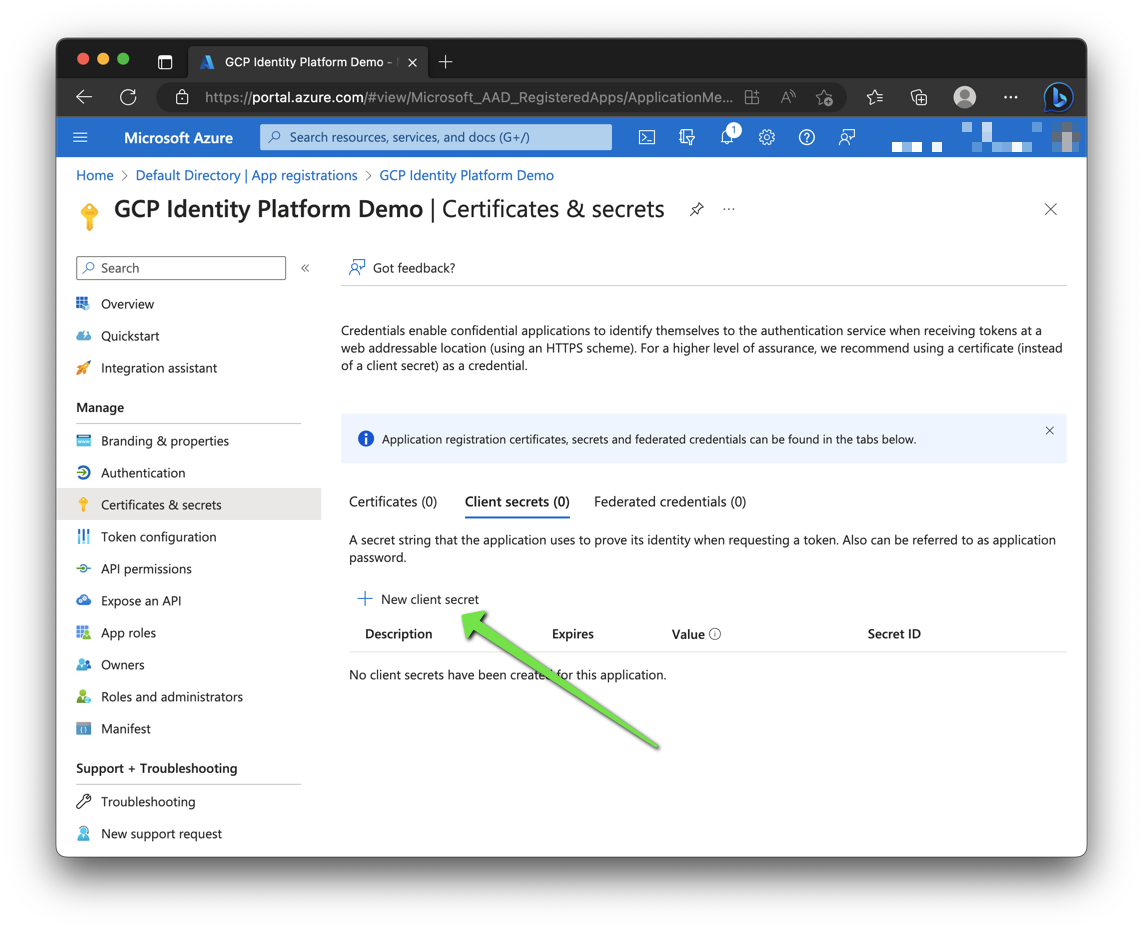 GCP Identity Platform Demo -
https://portal.azure.com/#view/Microsoft_AAD_RegisteredApps/ApplicationMe...
Microsoft Azure
Search resources, services, and docs (G+/)
1
Home > Default Directory | App registrations > GCP Identity Platform Demo
GCP Identity Platform Demo | Certificates & secrets
Search
Overview
Quickstart
Integration assistant
Manage
Branding & properties
Authentication
Certificates & secrets
Token configuration
API permissions
Expose an API
App roles
Owners
Roles and administrators
Manifest
Support + Troubleshooting
Troubleshooting
New support request
Got feedback?
Credentials enable confidential applications to identify themselves to the authentication service when receiving tokens at a
web addressable location (using an HTTPS scheme). For a higher level of assurance, we recommend using a certificate (instead
of a client secret) as a credential.
Application registration certificates, secrets and federated credentials can be found in the tabs below.
Certificates (0) Client secrets (0) Federated credentials (0)
A secret string that the application uses to prove its identity when requesting a token. Also can be referred to as application
password.
New client secret
Description Expires Value Secret ID
No client secrets have been created for this application.